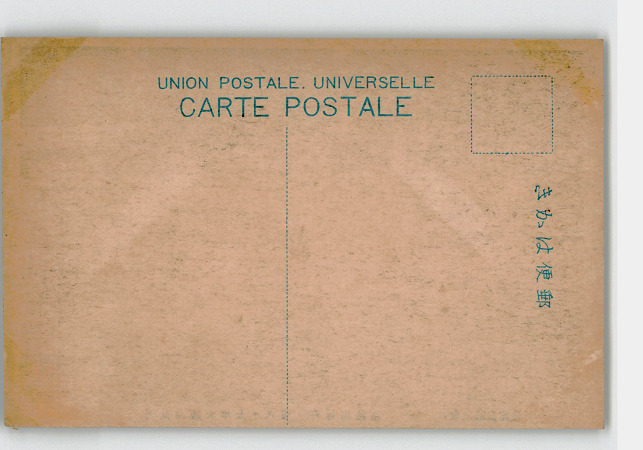 UNION POSTALE. UNIVERSELLE
CARTE POSTALE
郵便はかき